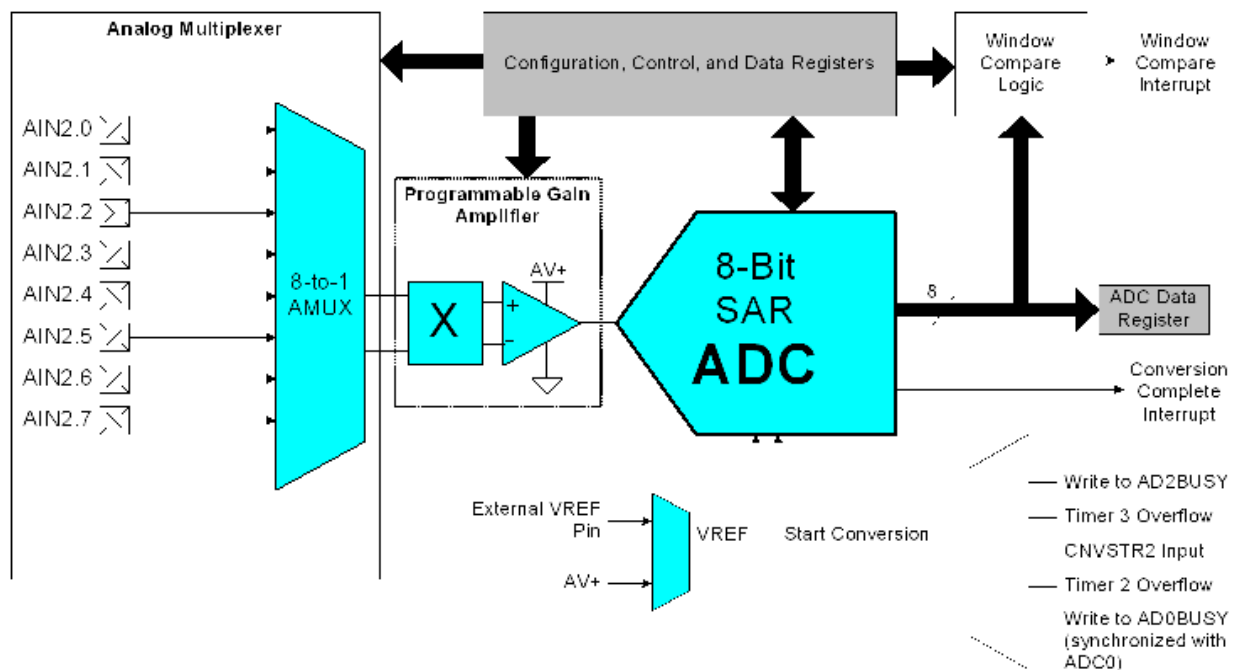 Analog Multiplexer
Configuration, Control, and Data Registers
Window
Compare
Logic
Window
Compare
Interrupt
AIN2.0
AIN2.1
AIN2.2
AIN2.3
AIN2.4
AIN2.5
AIN2.6
AIN2.7
8-to-1
AMUX
Programmable Gain
Amplifier
X
+
-
AV+
8-Bit
SAR
ADC
8
ADC Data
Register
Conversion
Complete
Interrupt
External VREF
Pin
AV+
VREF
Start Conversion
Write to AD2BUSY
Timer 3 Overflow
CNVSTR2 Input
Timer 2 Overflow
Write to AD0BUSY
(synchronized with
ADC0)